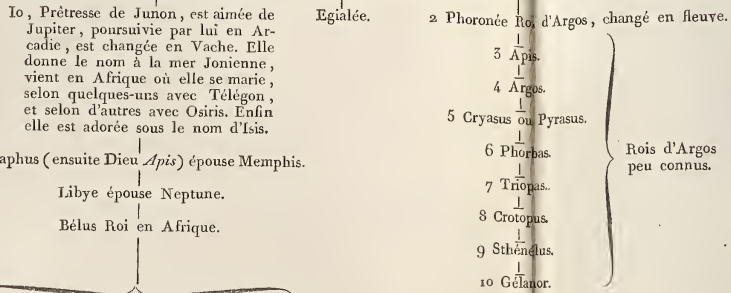 Io, Prêtresse de Junon, est aimée de
Jupiter, poursuivie par lui en Ar-
cadie, est changée en Vache. Elle
donne le nom à la mer Jonienne,
vient en Afrique où elle se marie,
selon quelques-uns avec Télégon,
et selon d'autres avec Osiris. Enfin
elle est adorée sous le nom d'Isis.
aphus (ensuite Dieu Apis) épouse Memphis.
Libye épouse Neptune.
Bélus Roi en Afrique.
Egialée.
2 Phoronée Roi d'Argos, changé en fleuve.
3 Apis.
4 Argos.
5 Cryasus ou Pyrasus.
6 Phorbas.
7 Triopas..
8 Crotopus.
9 Sthénélus.
10 Gélanor.
Rois d'Argos
peu connus.